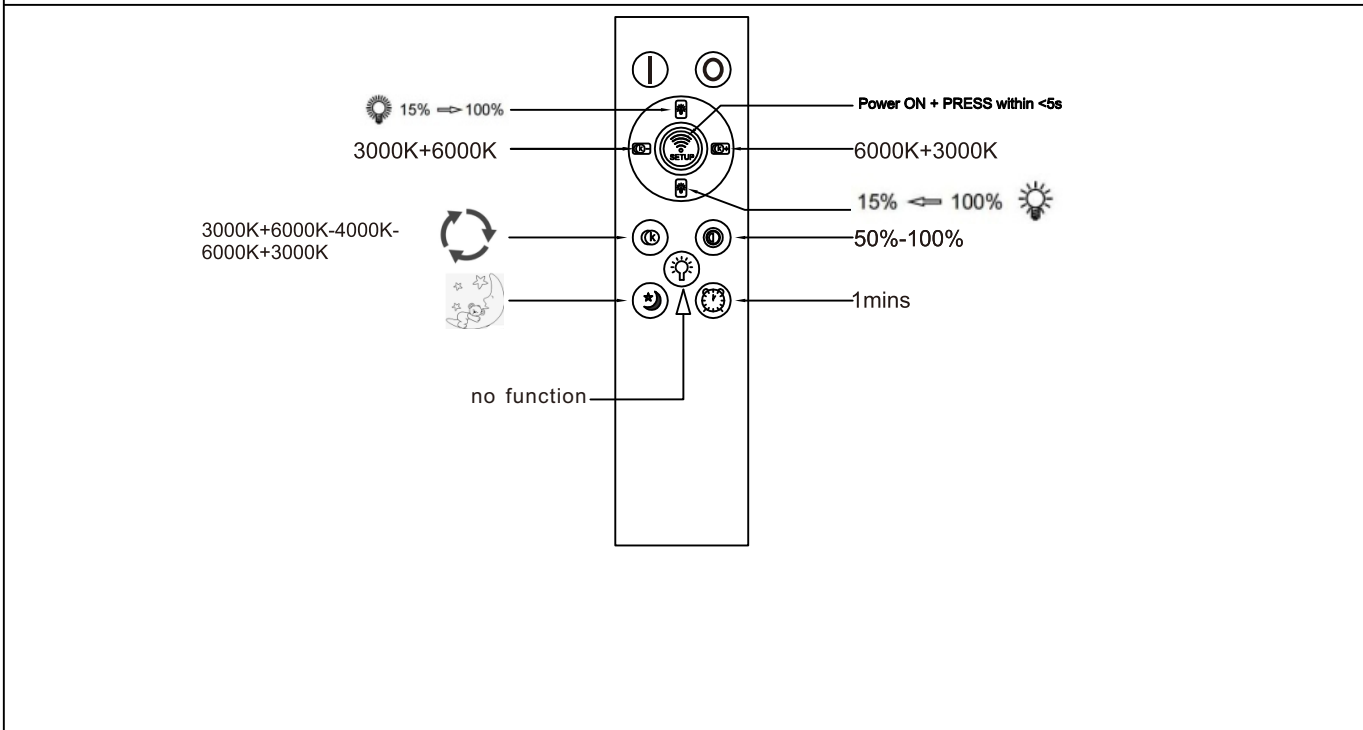 15% ⇒ 100%
Power ON + PRESS within <5s
3000K+6000K
SETUP
6000K+3000K
15% ⇐ 100%
3000K+6000K-4000K-
6000K+3000K
k
50%-100%
1mins
no function